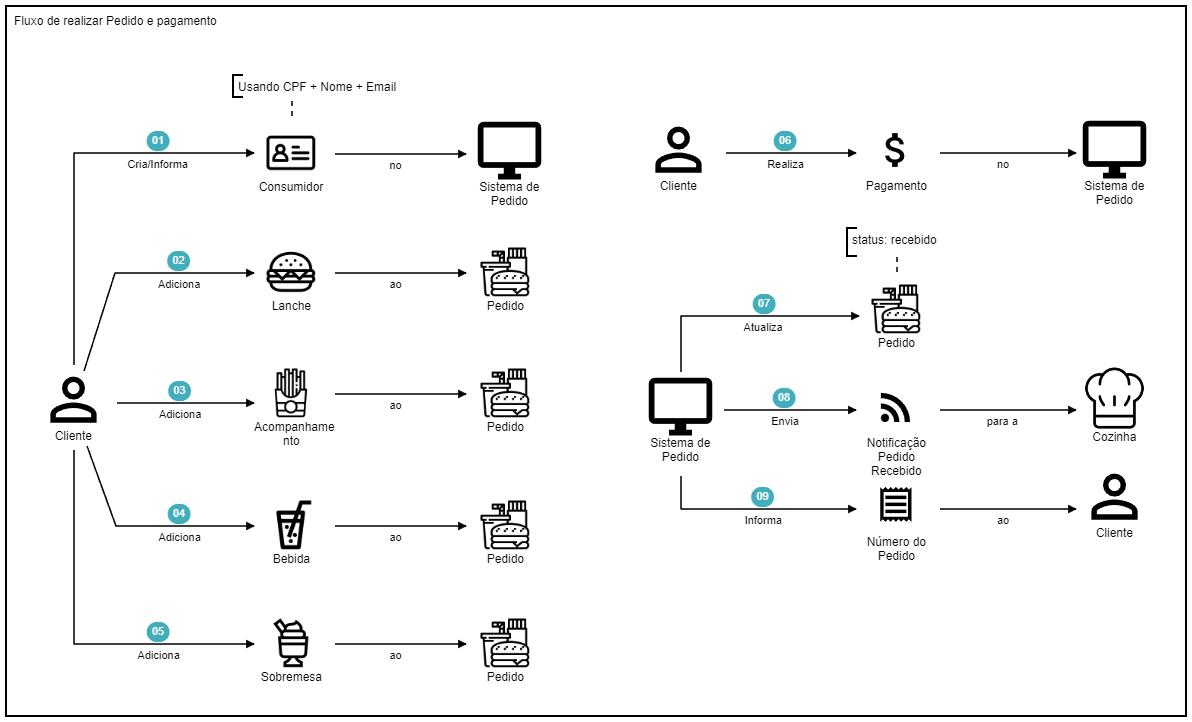 Fluxo de realizar Pedido e pagamento
Usando CPF + Nome + Email
01
Cria/Informa
Consumidor
no
Sistema de
Pedido
02
Adiciona
Lanche
ao
Pedido
03
Adiciona
Acompanhame
nto
ao
Pedido
Cliente
04
Adiciona
Bebida
ao
Pedido
05
Adiciona
Sobremesa
ao
Pedido
Cliente
06
Realiza
Pagamento
no
Sistema de
Pedido
status: recebido
07
Atualiza
Pedido
Sistema de
Pedido
08
Envia
Notificação
Pedido
Recebido
para a
Cozinha
09
Informa
Número do
Pedido
ao
Cliente